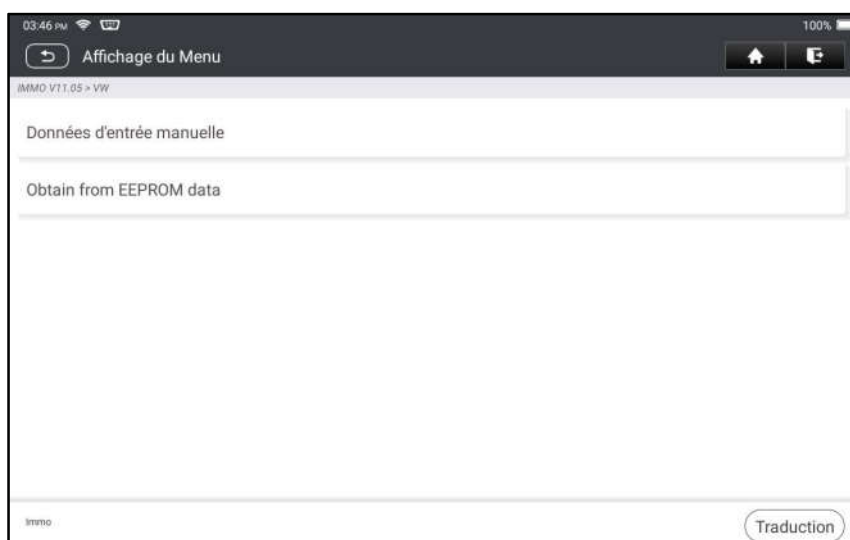 03:46 PM 100%
Affichage du Menu
IMMO V11.05 > VW
Données d'entrée manuelle
Obtain from EEPROM data
Immo Traduction